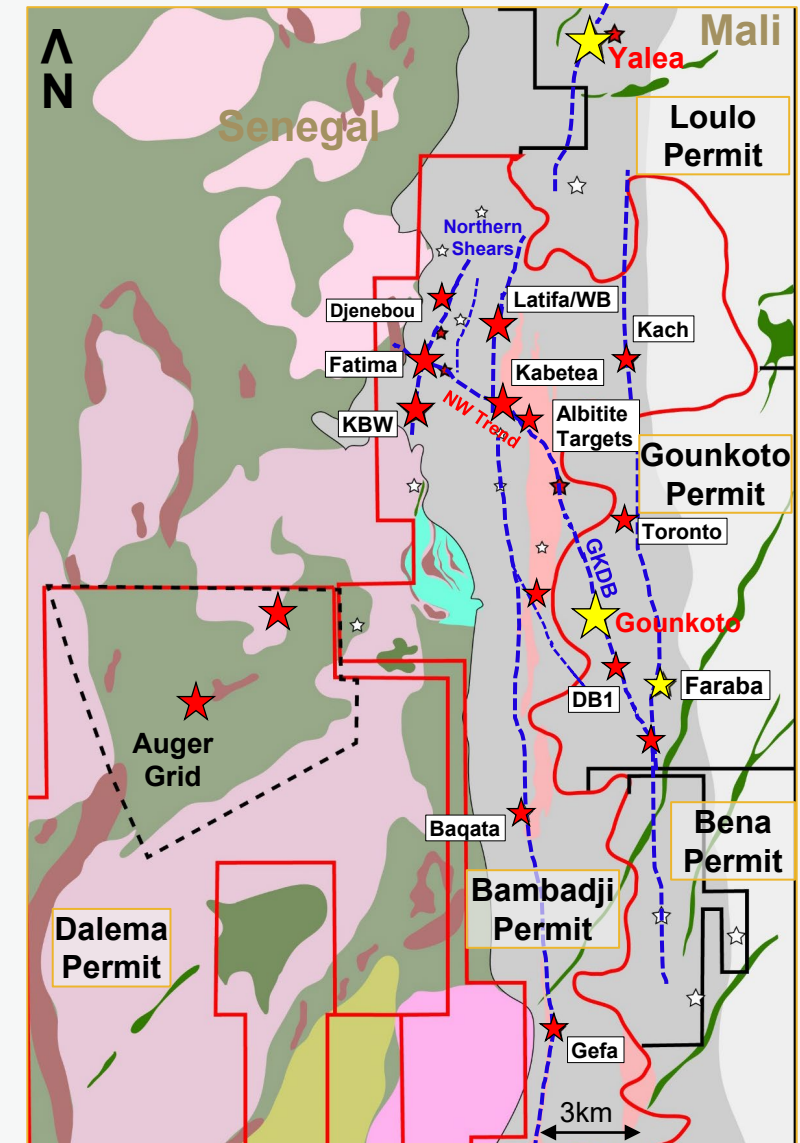 Λ
N
Mali
Yalea
Senegal
Loulo
Permit
Northern
Shears
Djenebou
Latifa/WB
Kach
Fatima
Kabetea
KBW
NW Trend
Albitite
Targets
Gounkoto
Permit
Toronto
GKDB
Gounkoto
DB1
Faraba
Auger
Grid
Baqata
Bena
Permit
Bambadji
Permit
Dalema
Permit
Gefa
3km